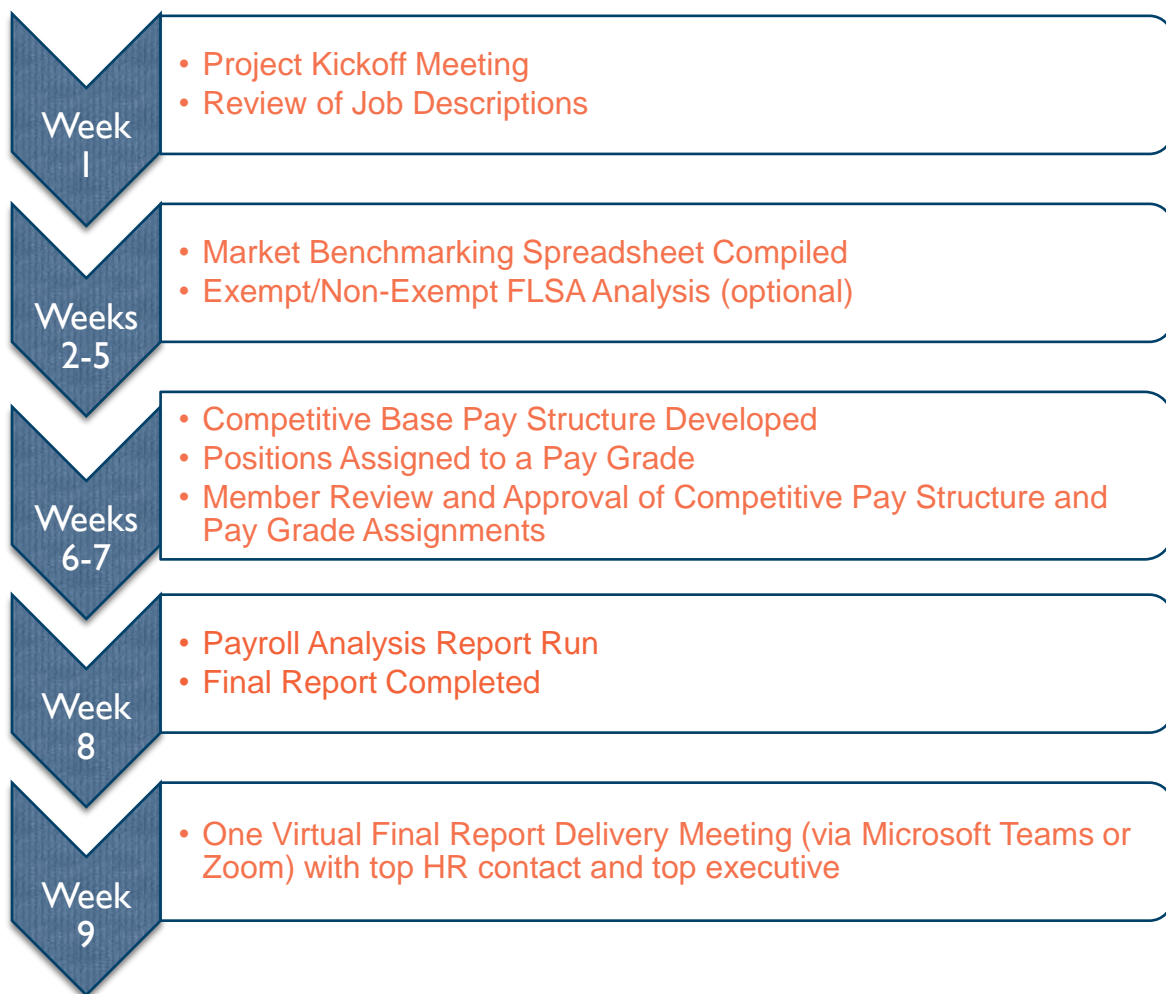 Week
1
• Project Kickoff Meeting
• Review of Job Descriptions
Weeks
2-5
• Market Benchmarking Spreadsheet Compiled
• Exempt/Non-Exempt FLSA Analysis (optional)
Weeks
6-7
• Competitive Base Pay Structure Developed
• Positions Assigned to a Pay Grade
• Member Review and Approval of Competitive Pay Structure and
Pay Grade Assignments
Week
8
• Payroll Analysis Report Run
• Final Report Completed
Week
9
• One Virtual Final Report Delivery Meeting (via Microsoft Teams or
Zoom) with top HR contact and top executive